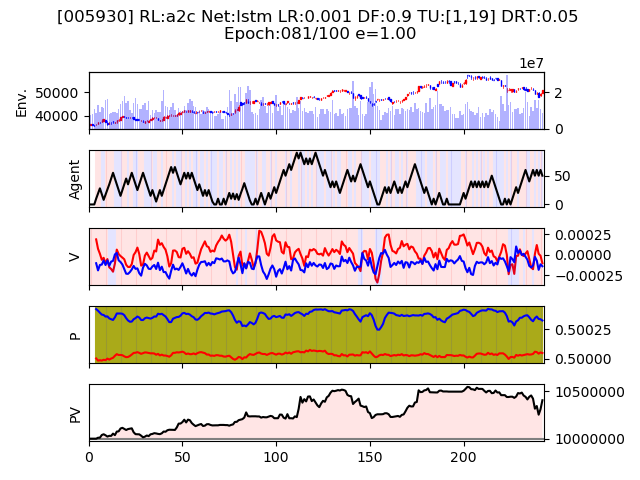 [005930] RL:a2c Net:lstm LR:0.001 DF:0.9 TU:[1,19] DRT:0.05
Epoch:081/100 e=1.00
1e7
Env.
50000
40000
2
0
Agent
50
0
V
0.00025
0.00000
−0.00025
P
0.50025
0.50000
PV
10500000
10000000
0 50 100 150 200